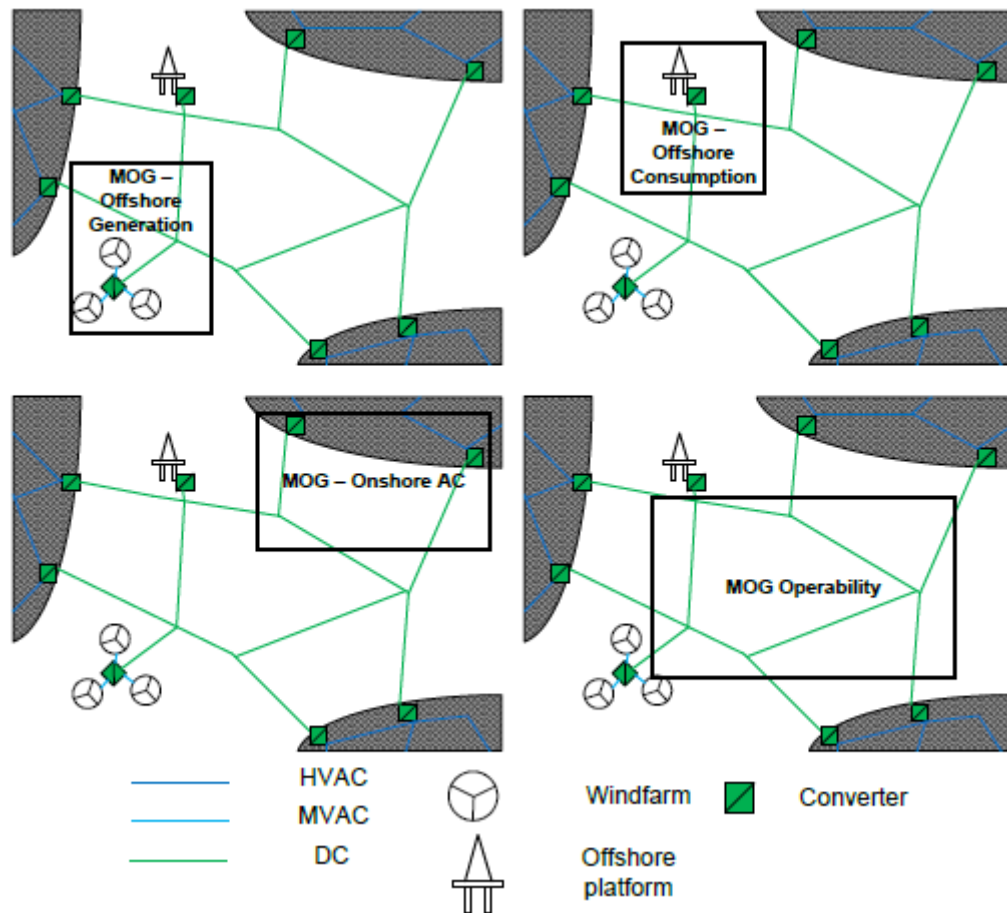 MOG –
Offshore
Generation
MOG –
Offshore
Consumption
MOG – Onshore AC
MOG Operability
HVAC
MVAC
DC
Windfarm
Converter
Offshore
platform